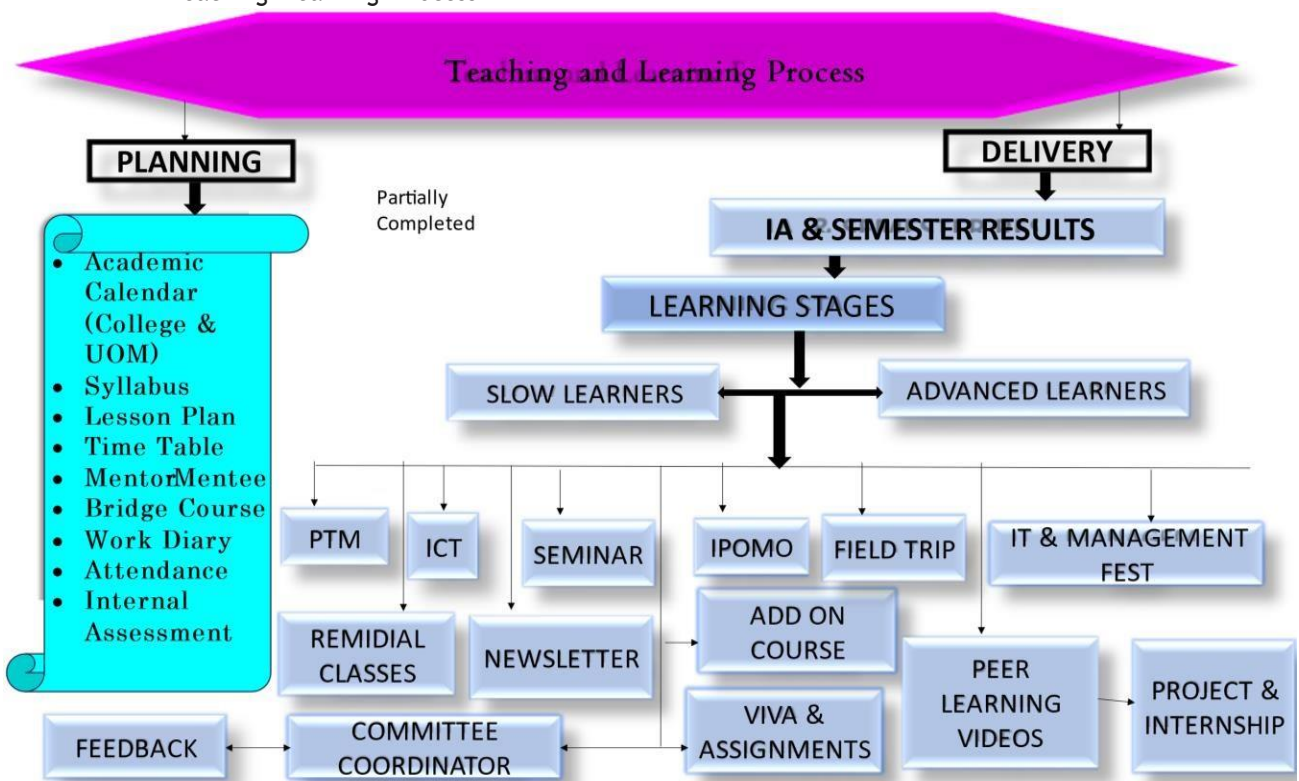 Teaching and Learning Process
PLANNING
DELIVERY
Partially
Completed
IA & SEMESTER RESULTS
LEARNING STAGES
SLOW LEARNERS
ADVANCED LEARNERS
• Academic
Calendar
(College &
UOM)
• Syllabus
• Lesson Plan
• Time Table
• MentorMentee
• Bridge Course
• Work Diary
• Attendance
• Internal
Assessment
PTM
ICT
SEMINAR
IPOMO
FIELD TRIP
IT & MANAGEMENT
FEST
REMIDIAL
CLASSES
NEWSLETTER
ADD ON
COURSE
PEER
LEARNING
VIDEOS
PROJECT &
INTERNSHIP
FEEDBACK
COMMITTEE
COORDINATOR
VIVA &
ASSIGNMENTS